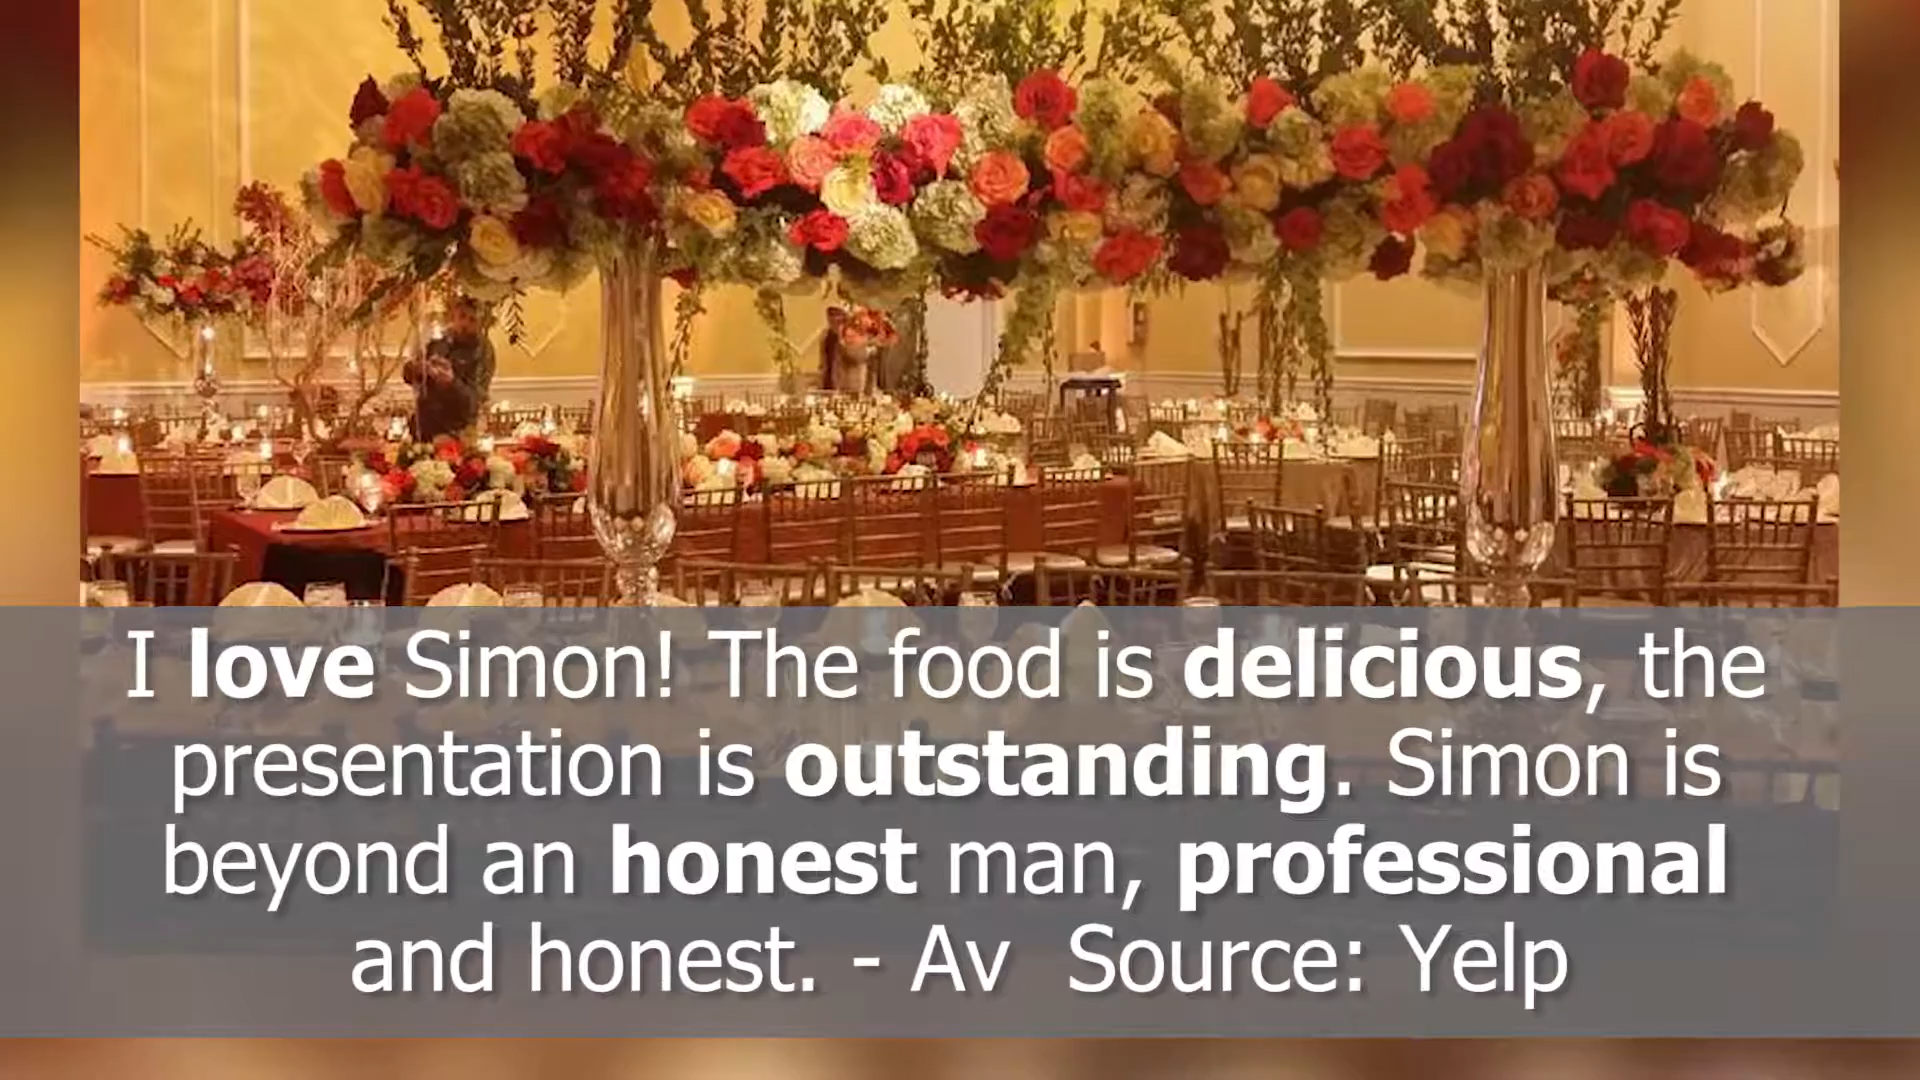 I love Simon! The food is delicious, the
presentation is outstanding. Simon is
beyond an honest man, professional
and honest. - Av  Source: Yelp